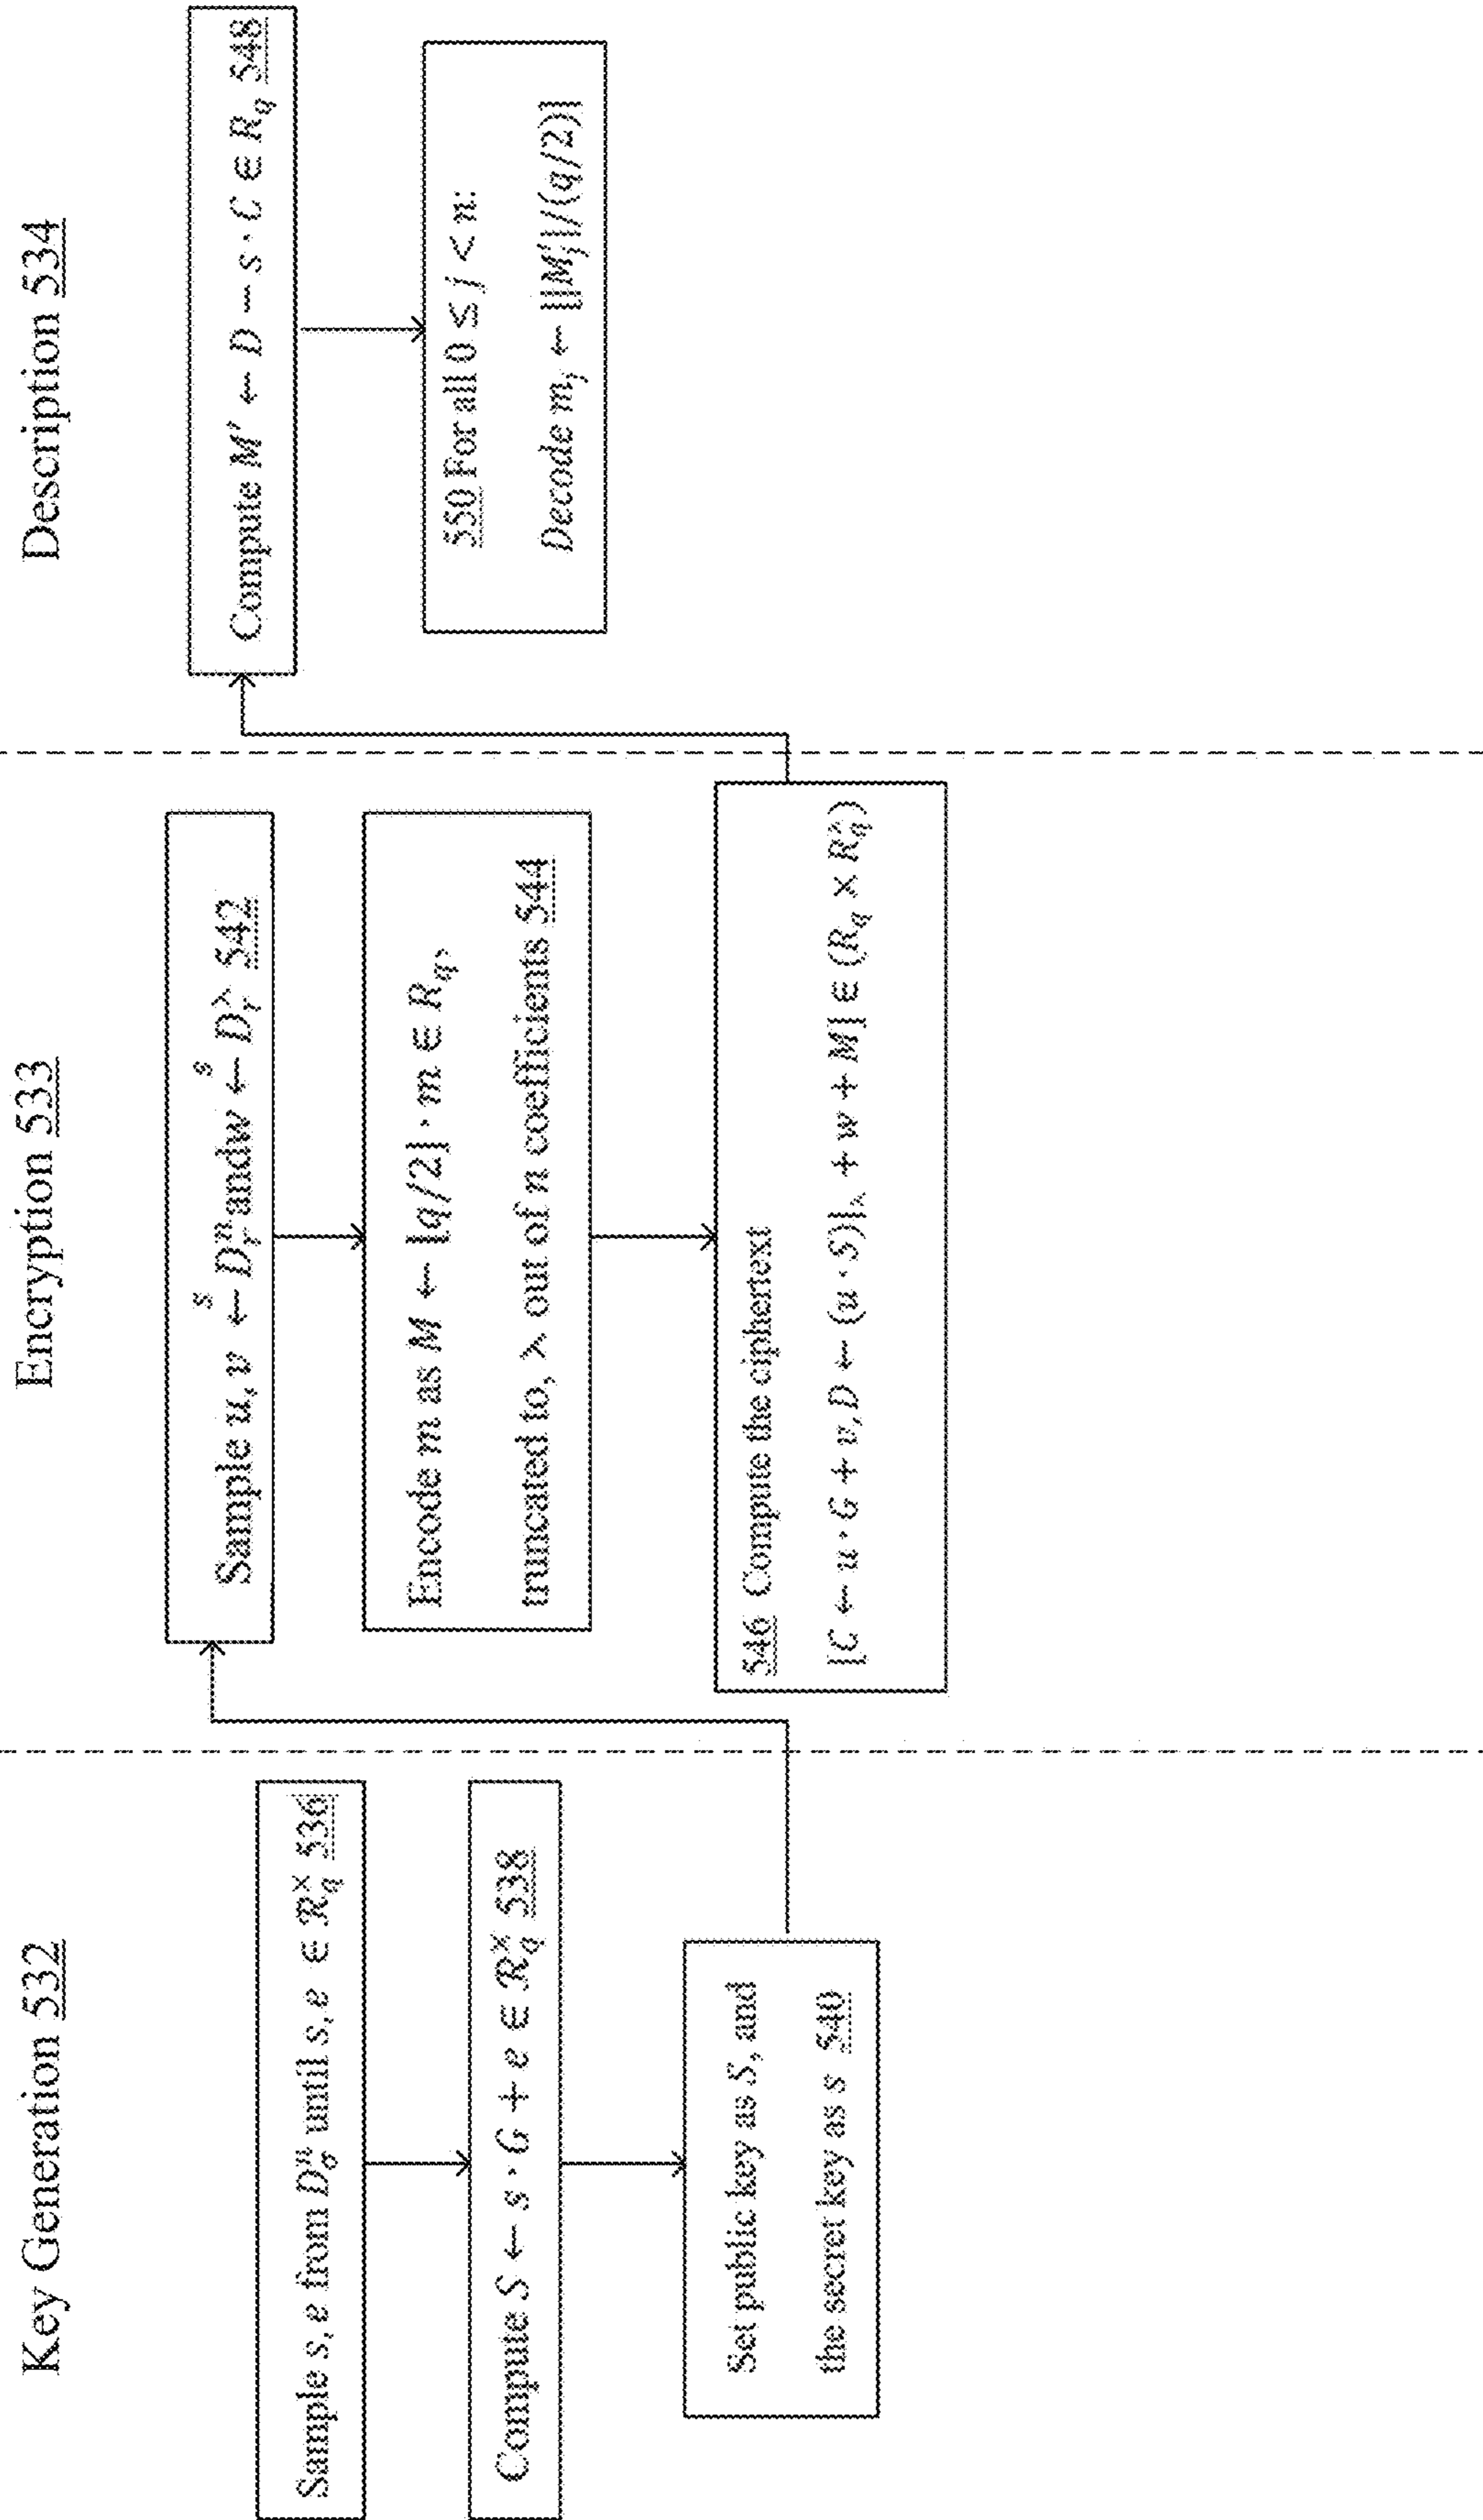 Key Generation 532
Sample s, e from D_σ^n until s, e ∈ ℛ_q^× 536
Compute S ← s · G + e ∈ ℛ_q^× 538
Set public key as S, and
the secret key as s 540
Encryption 533
Sample u, v ←^s D_r^n andw ←^s D_r^λ 542
Encode m as M ← ⌊q/2⌋ · m ∈ R_q,
truncated to, λ out of n coefficients 544
546 Compute the ciphertext
[C ← u · G + v, D ← (u · S)|_λ + w + M] ∈ (R_q × R_q^λ)
Description 534
Compute M' ← D − s · C ∈ R_q 548
550 For all 0 ≤ j < n:
Decode m_j ← ⌊|M'_j|/(q/2)⌉